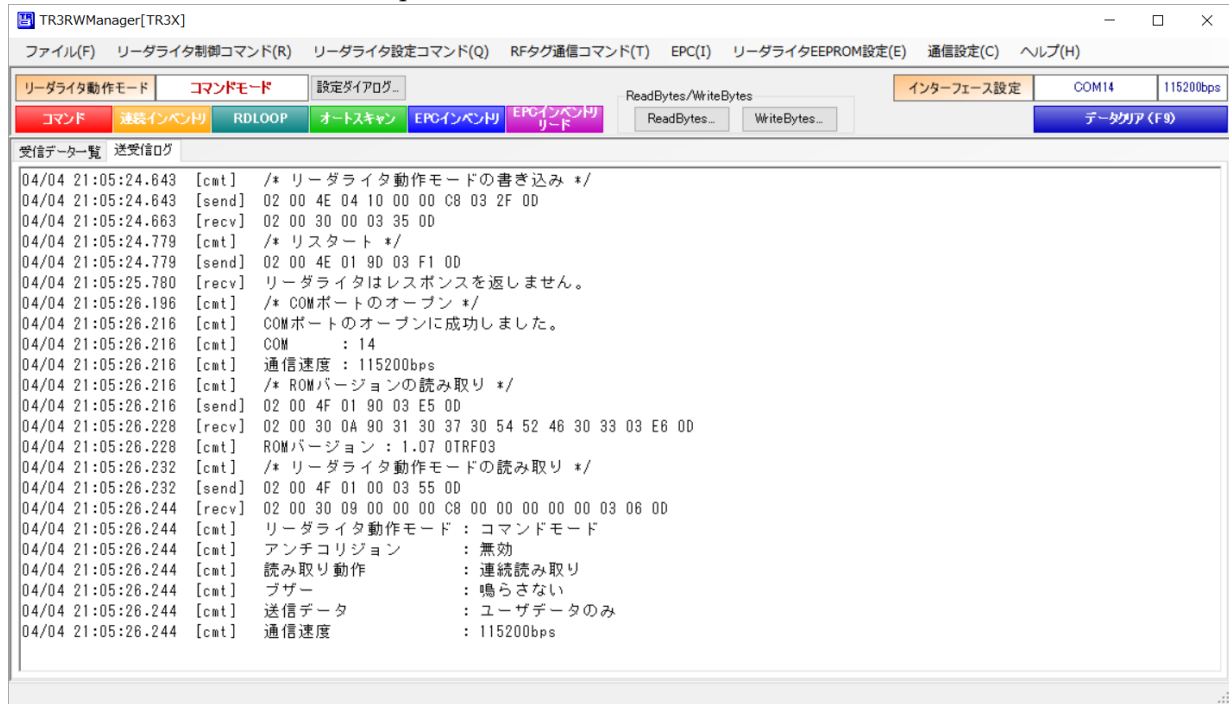 TR3RWManager[TR3X]
ファイル(F) リーダライタ制御コマンド(R) リーダライタ設定コマンド(Q) RFタグ通信コマンド(T) EPC(I) リーダライタEEPROM設定(E) 通信設定(C) ヘルプ(H)
リーダライタ動作モード コマンドモード 設定ダイアログ... ReadBytes/WriteBytes インターフェース設定 COM14 115200bps
コマンド 連続インベントリ RDLOOP オートスキャン EPCインベントリ EPCインベントリリード ReadBytes... WriteBytes... データクリア(F9)
受信データ一覧 送受信ログ
04/04 21:05:24.643 [cmt] /* リーダライタ動作モードの書き込み */
04/04 21:05:24.643 [send] 02 00 4E 04 10 00 00 C8 03 2F 0D
04/04 21:05:24.663 [recv] 02 00 30 00 03 35 0D
04/04 21:05:24.779 [cmt] /* リスタート */
04/04 21:05:24.779 [send] 02 00 4E 01 9D 03 F1 0D
04/04 21:05:25.780 [recv] リーダライタはレスポンスを返しません。
04/04 21:05:26.196 [cmt] /* COMポートのオープン */
04/04 21:05:26.216 [cmt] COMポートのオープンに成功しました。
04/04 21:05:26.216 [cmt] COM : 14
04/04 21:05:26.216 [cmt] 通信速度 : 115200bps
04/04 21:05:26.216 [cmt] /* ROMバージョンの読み取り */
04/04 21:05:26.216 [send] 02 00 4F 01 90 03 E5 0D
04/04 21:05:26.228 [recv] 02 00 30 0A 90 31 30 37 30 54 52 46 30 33 03 E6 0D
04/04 21:05:26.228 [cmt] ROMバージョン : 1.07 0TRF03
04/04 21:05:26.232 [cmt] /* リーダライタ動作モードの読み取り */
04/04 21:05:26.232 [send] 02 00 4F 01 00 03 55 0D
04/04 21:05:26.244 [recv] 02 00 30 09 00 00 00 C8 00 00 00 00 00 03 06 0D
04/04 21:05:26.244 [cmt] リーダライタ動作モード : コマンドモード
04/04 21:05:26.244 [cmt] アンチコリジョン : 無効
04/04 21:05:26.244 [cmt] 読み取り動作 : 連続読み取り
04/04 21:05:26.244 [cmt] ブザー : 鳴らさない
04/04 21:05:26.244 [cmt] 送信データ : ユーザデータのみ
04/04 21:05:26.244 [cmt] 通信速度 : 115200bps